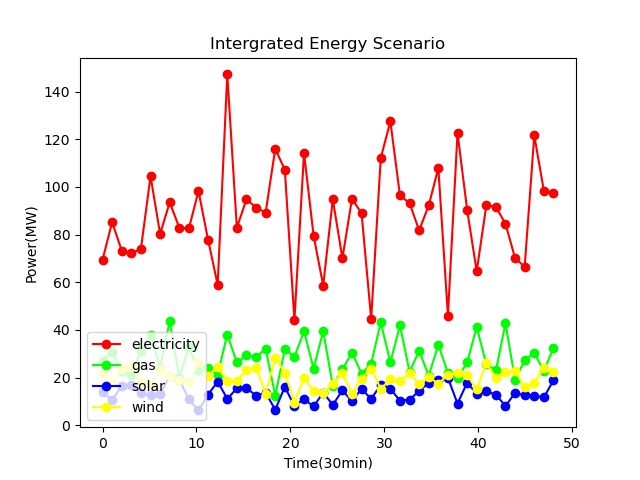 Intergrated Energy Scenario
Power(MW)
140
120
100
80
60
40
20
0
electricity
gas
solar
wind
0 10 20 30 40 50
Time(30min)